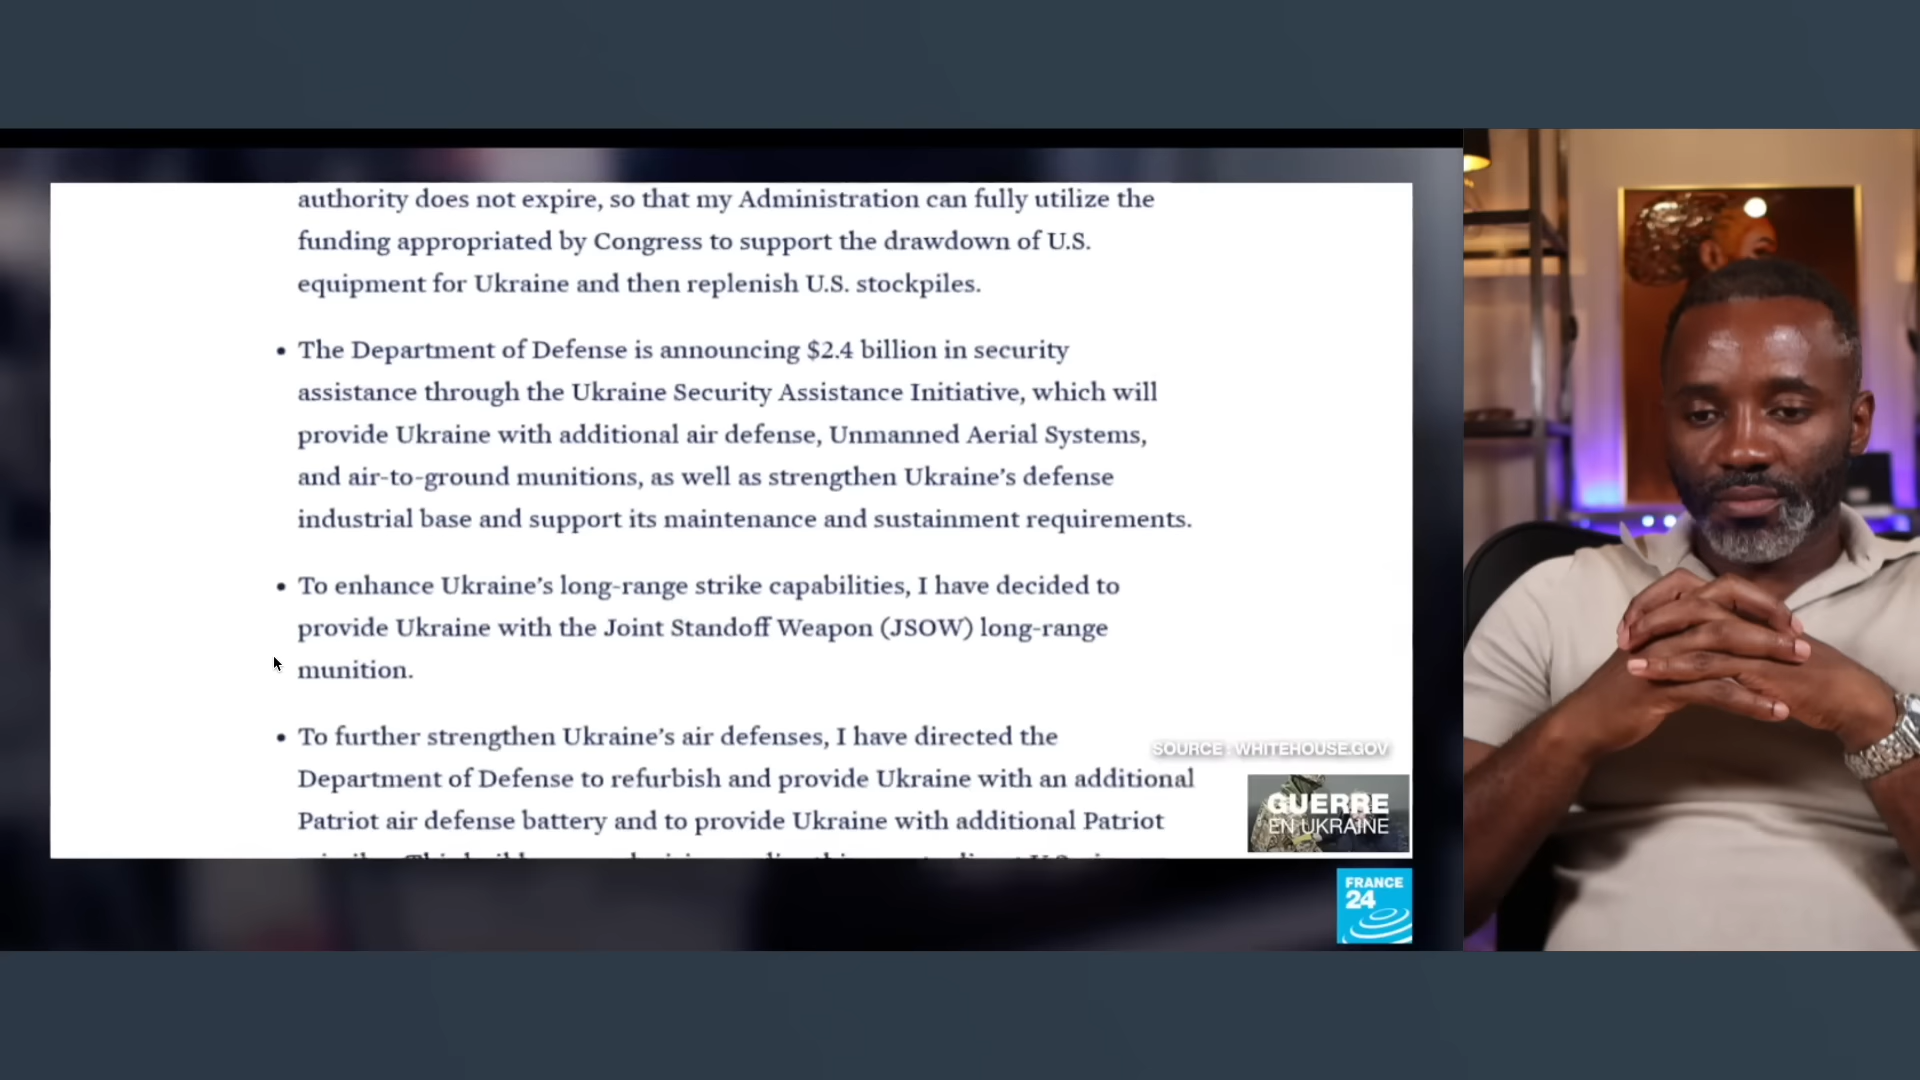 authority does not expire, so that my Administration can fully utilize the
funding appropriated by Congress to support the drawdown of U.S.
equipment for Ukraine and then replenish U.S. stockpiles.
• The Department of Defense is announcing $2.4 billion in security
assistance through the Ukraine Security Assistance Initiative, which will
provide Ukraine with additional air defense, Unmanned Aerial Systems,
and air-to-ground munitions, as well as strengthen Ukraine’s defense
industrial base and support its maintenance and sustainment requirements.
• To enhance Ukraine’s long-range strike capabilities, I have decided to
provide Ukraine with the Joint Standoff Weapon (JSOW) long-range
munition.
• To further strengthen Ukraine’s air defenses, I have directed the
Department of Defense to refurbish and provide Ukraine with an additional
Patriot air defense battery and to provide Ukraine with additional Patriot
SOURCE : WHITEHOUSE.GOV
GUERRE
EN UKRAINE
FRANCE
24